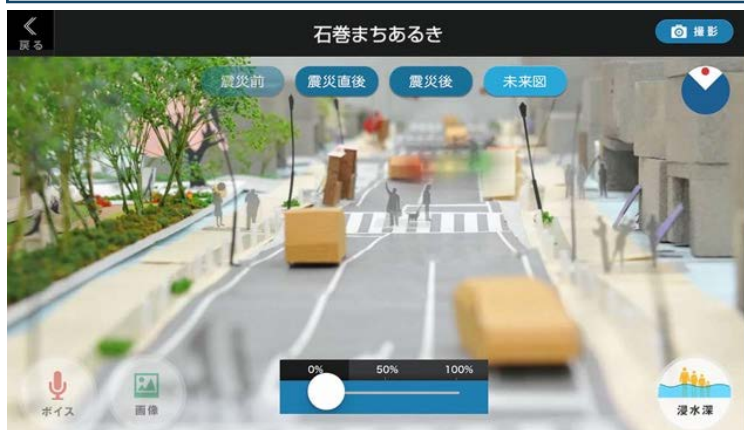 戻る
石巻まちあるき
撮影
震災前
震災直後
震災後
未来図
0%
50%
100%
ボイス
画像
浸水深